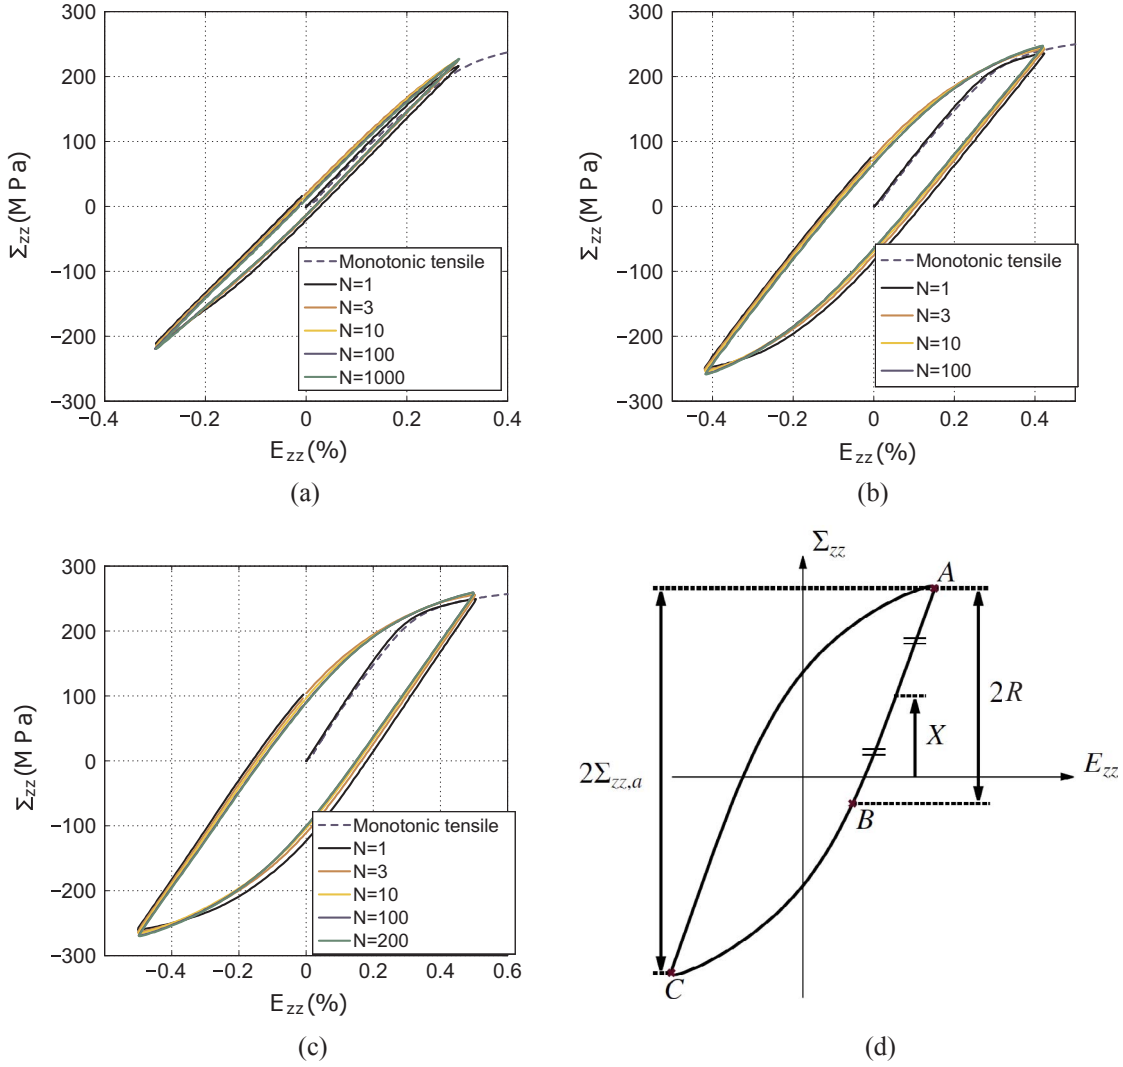 300
200
100
0
−100
−200
−300
−0.4
−0.2
0
0.2
0.4
Σzz(M Pa)
Ezz(%)
Monotonic tensile
N=1
N=3
N=10
N=100
N=1000
(a)
300
200
100
0
−100
−200
−300
−0.4
−0.2
0
0.2
0.4
Σzz(M Pa)
Ezz(%)
Monotonic tensile
N=1
N=3
N=10
N=100
(b)
300
200
100
0
−100
−200
−300
−0.4
−0.2
0
0.2
0.4
0.6
Σzz(M Pa)
Ezz(%)
Monotonic tensile
N=1
N=3
N=10
N=100
N=200
(c)
Σzz
A
2R
X
2Σzz,a
Ezz
B
C
(d)